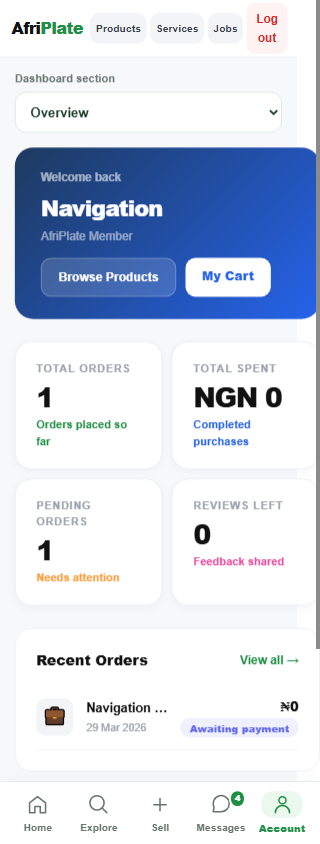 AfriPlate
Products
Services
Jobs
Log
out
Dashboard section
Overview
Welcome back
Navigation
AfriPlate Member
Browse Products
My Cart
TOTAL ORDERS
1
Orders placed so
far
TOTAL SPENT
NGN 0
Completed
purchases
PENDING
ORDERS
1
Needs attention
REVIEWS LEFT
0
Feedback shared
Recent Orders
View all →
Navigation ...
₦0
29 Mar 2026
Awaiting payment
4
Home
Explore
Sell
Messages
Account